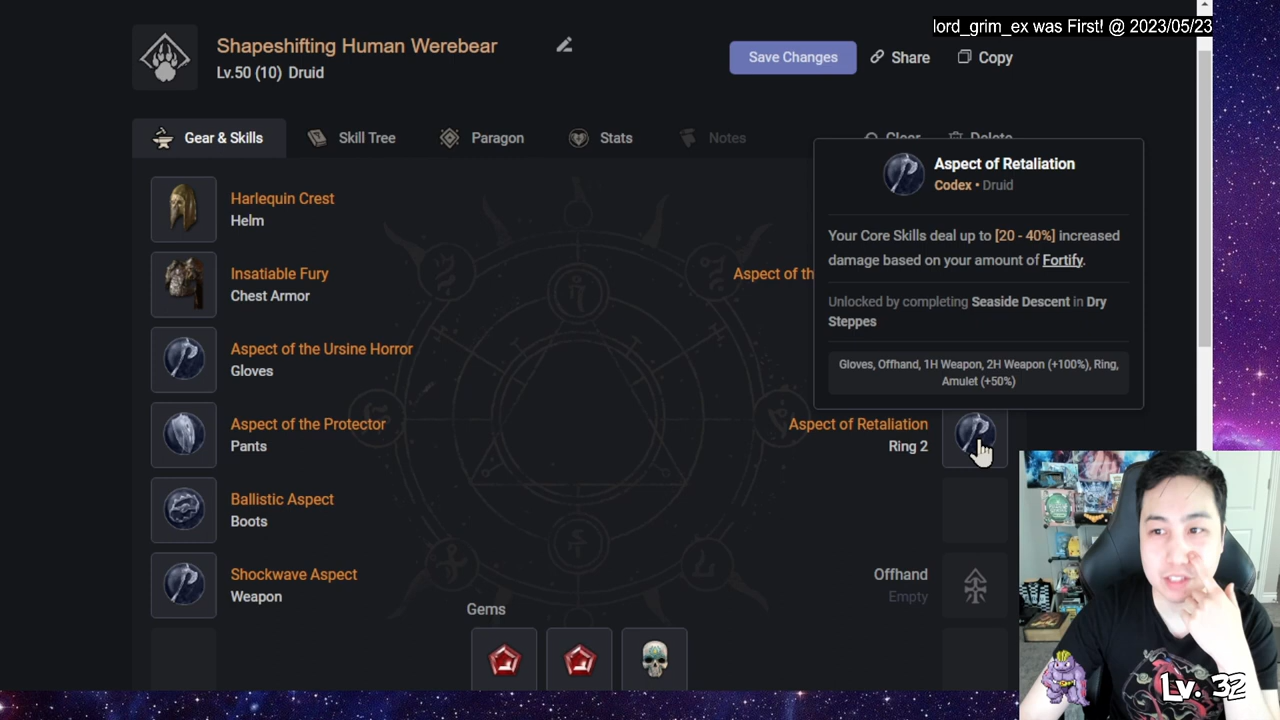 lord_grim_ex was First! @ 2023/05/23
Shapeshifting Human Werebear
Lv.50 (10) Druid
Save Changes
Share
Copy
Gear & Skills
Skill Tree
Paragon
Stats
Notes
Clear
Delete
Harlequin Crest
Helm
Insatiable Fury
Chest Armor
Aspect of the Ursine Horror
Gloves
Aspect of the Protector
Pants
Ballistic Aspect
Boots
Shockwave Aspect
Weapon
Aspect of th
Aspect of Retaliation
Codex • Druid
Your Core Skills deal up to [20 - 40%] increased
damage based on your amount of Fortify.
Unlocked by completing Seaside Descent in Dry
Steppes
Gloves, Offhand, 1H Weapon, 2H Weapon (+100%), Ring,
Amulet (+50%)
Aspect of Retaliation
Ring 2
Offhand
Empty
Gems
Lv. 32